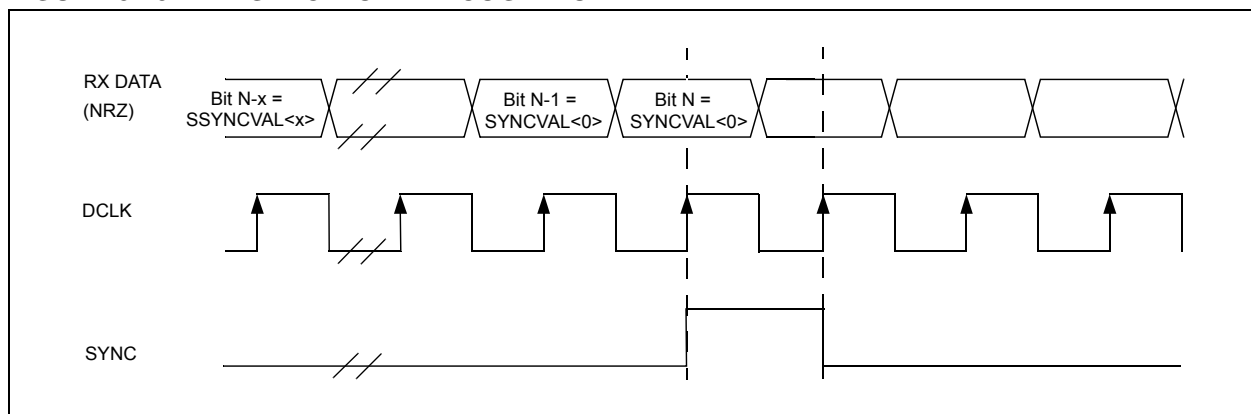 RX DATA
(NRZ)
Bit N-x =
SSYNCVAL<x>
Bit N-1 =
SYNCVAL<0>
Bit N =
SYNCVAL<0>
DCLK
SYNC